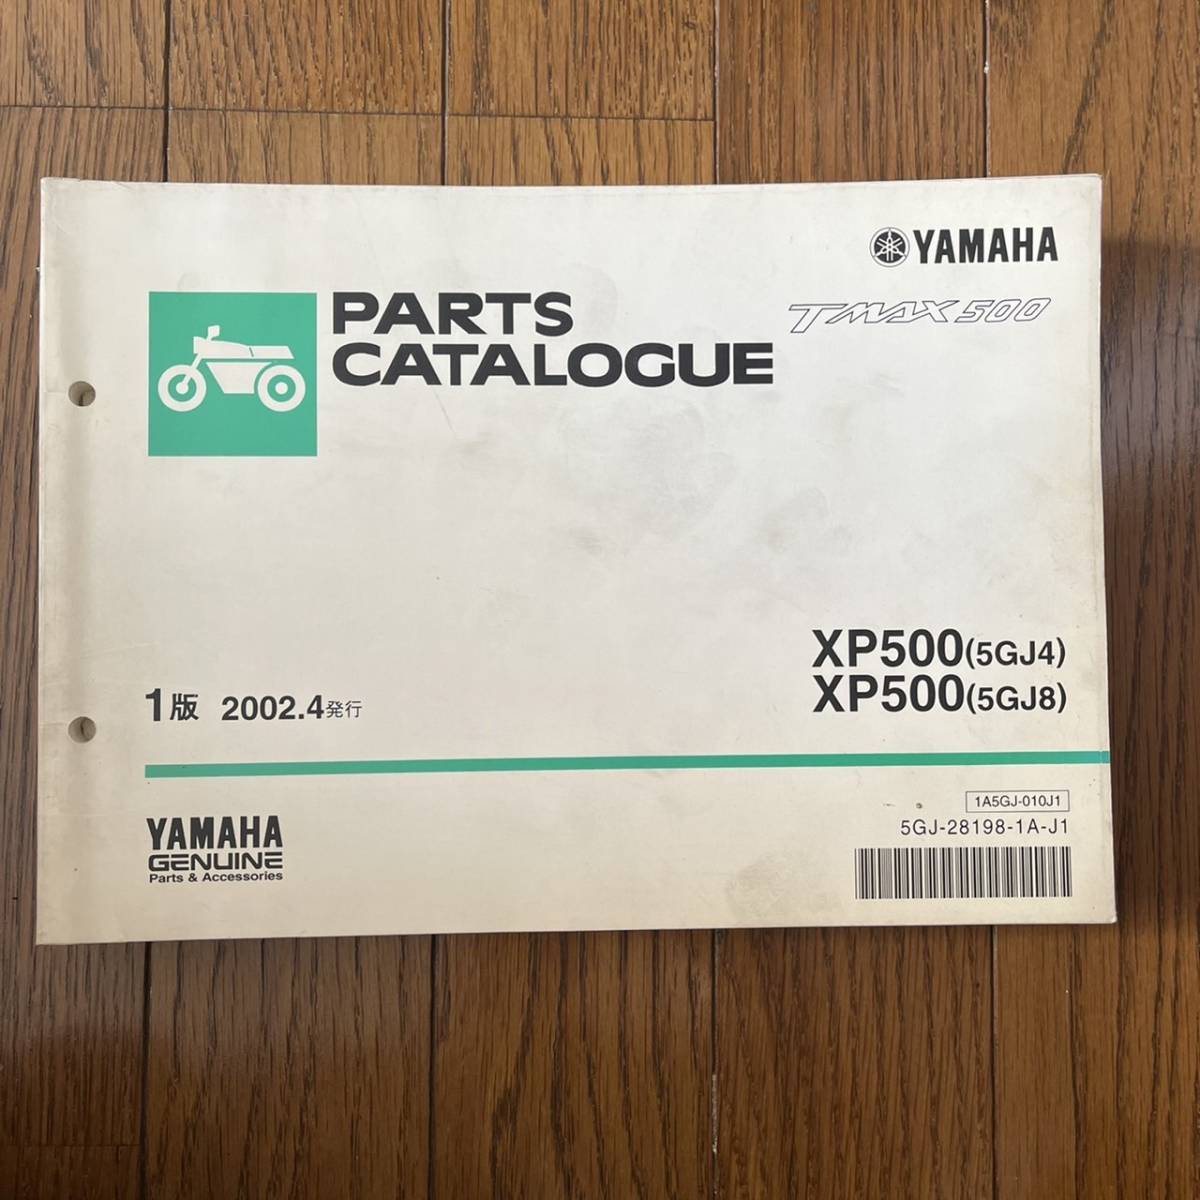 YAMAHA
TMAX500
PARTS
CATALOGUE
XP500(5GJ4)
XP500(5GJ8)
1版 2002.4発行
1A5GJ-010J1
5GJ-28198-1A-J1
YAMAHA
GENUINE
Parts & Accessories